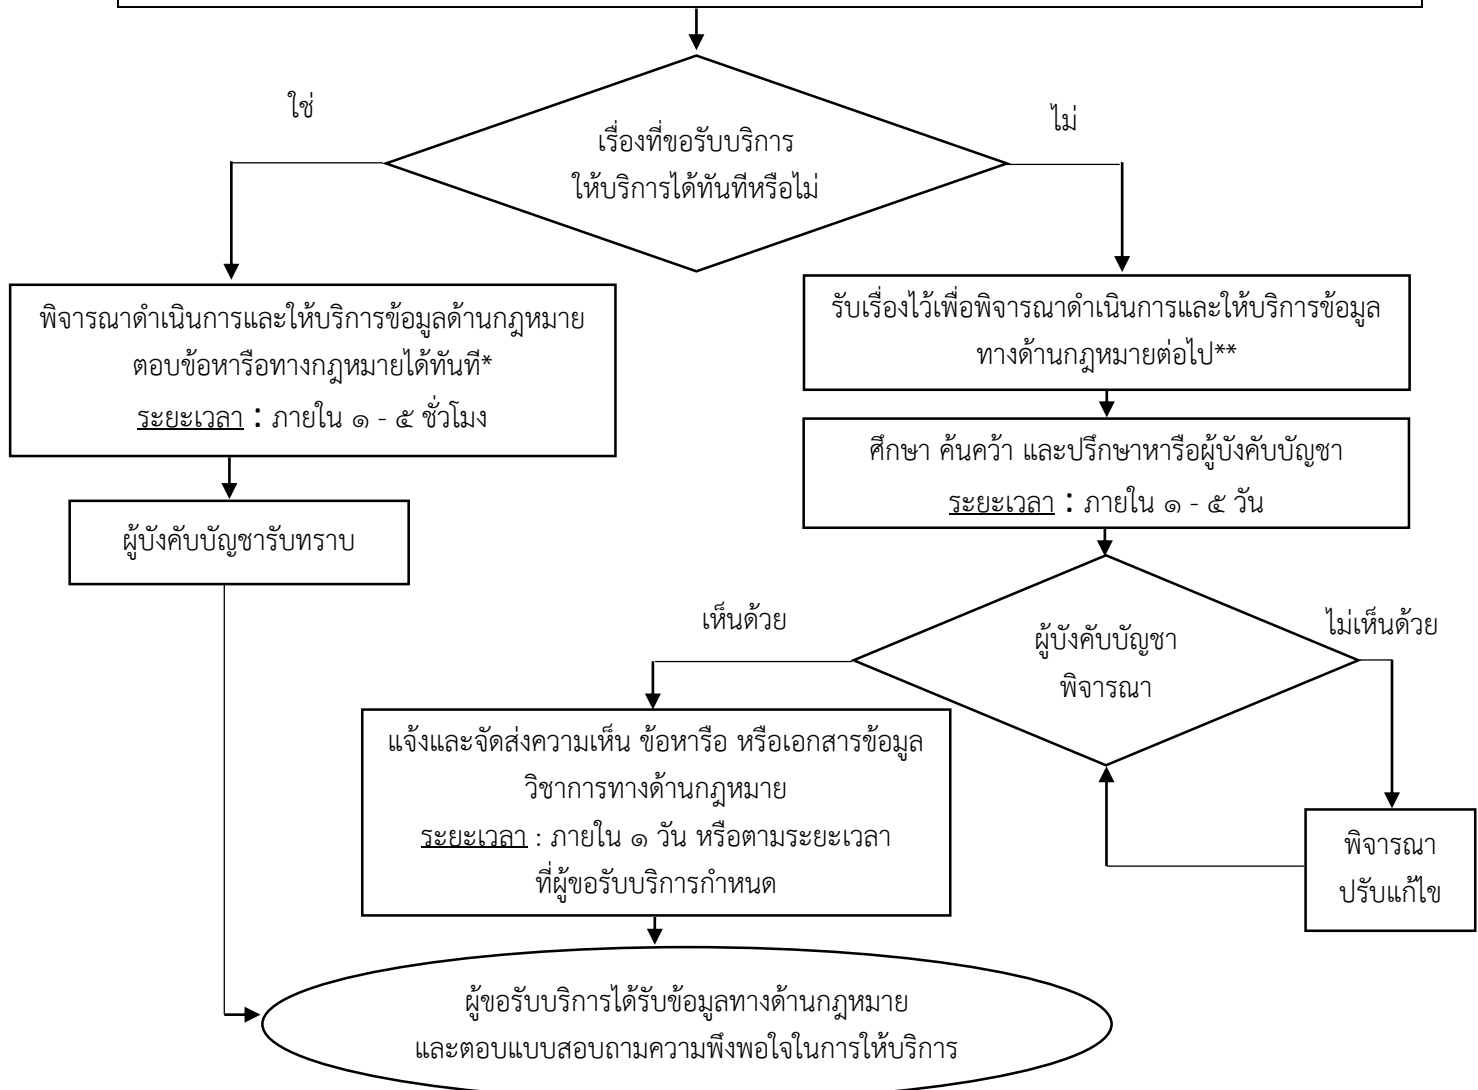 ใช่
ไม่
เรื่องที่ขอรับบริการ
ให้บริการได้ทันทีหรือไม่
พิจารณาดำเนินการและให้บริการข้อมูลด้านกฎหมาย
ตอบข้อหารือทางกฎหมายได้ทันที*
ระยะเวลา : ภายใน ๑ - ๕ ชั่วโมง
ผู้บังคับบัญชารับทราบ
รับเรื่องไว้เพื่อพิจารณาดำเนินการและให้บริการข้อมูล
ทางด้านกฎหมายต่อไป**
ศึกษา ค้นคว้า และปรึกษาหารือผู้บังคับบัญชา
ระยะเวลา : ภายใน ๑ - ๕ วัน
เห็นด้วย
ไม่เห็นด้วย
ผู้บังคับบัญชา
พิจารณา
แจ้งและจัดส่งความเห็น ข้อหารือ หรือเอกสารข้อมูล
วิชาการทางด้านกฎหมาย
ระยะเวลา : ภายใน ๑ วัน หรือตามระยะเวลา
ที่ผู้ขอรับบริการกำหนด
พิจารณา
ปรับแก้ไข
ผู้ขอรับบริการได้รับข้อมูลทางด้านกฎหมาย
และตอบแบบสอบถามความพึงพอใจในการให้บริการ